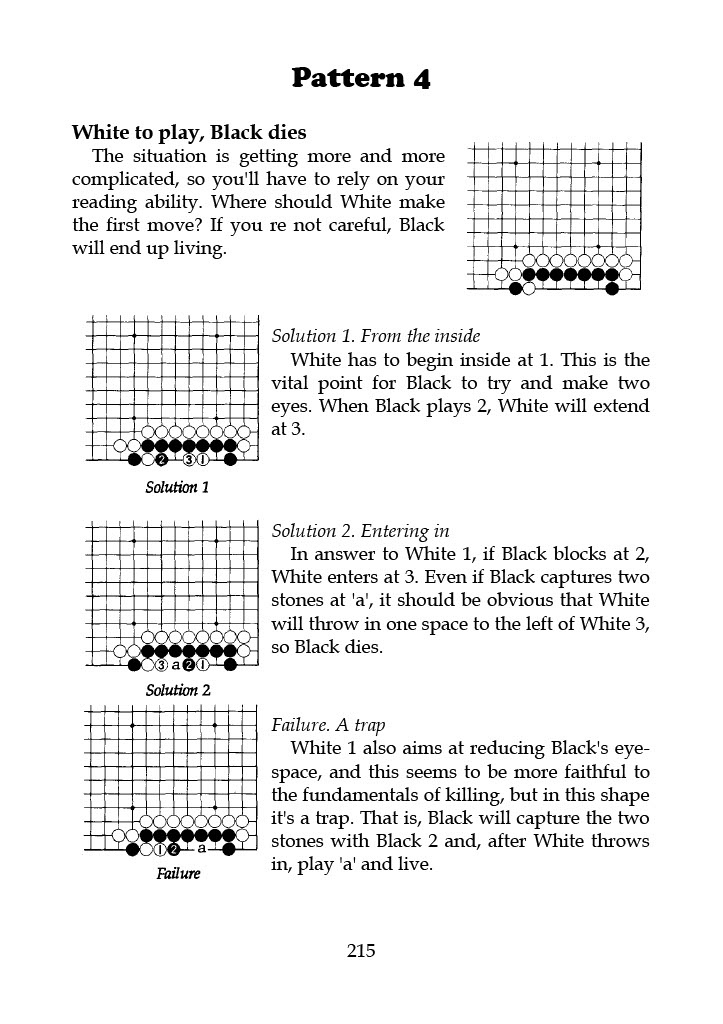 Pattern 4
White to play, Black dies
The situation is getting more and more
complicated, so you'll have to rely on your
reading ability. Where should White make
the first move? If you re not careful, Black
will end up living.
Solution 1. From the inside
White has to begin inside at 1. This is the
vital point for Black to try and make two
eyes. When Black plays 2, White will extend
at 3.
2 3 1
Solution 1
Solution 2. Entering in
In answer to White 1, if Black blocks at 2,
White enters at 3. Even if Black captures two
stones at 'a', it should be obvious that White
will throw in one space to the left of White 3,
so Black dies.
3 a 2 1
Solution 2
Failure. A trap
White 1 also aims at reducing Black's eye-
space, and this seems to be more faithful to
the fundamentals of killing, but in this shape
it's a trap. That is, Black will capture the two
stones with Black 2 and, after White throws
in, play 'a' and live.
1 2 a
Failure
215